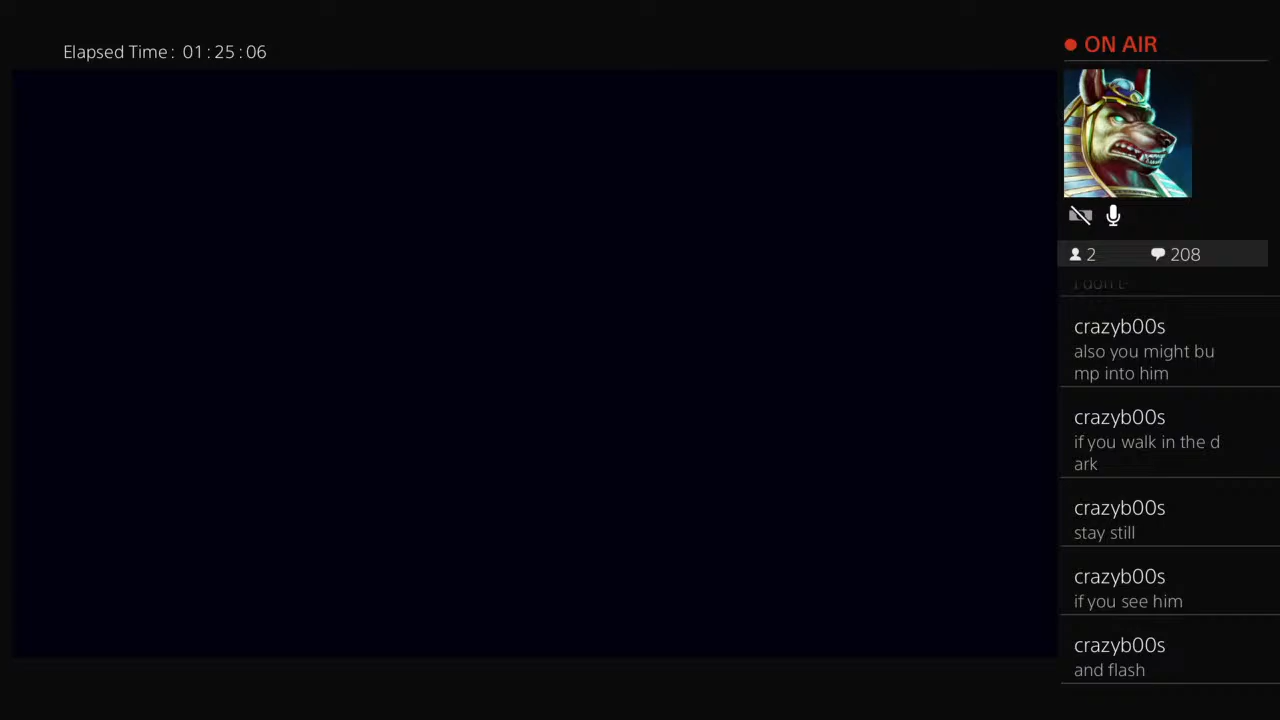 Elapsed Time: 01:25:06
ON AIR
2 208
I don't
crazyb00s
also you might bu
mp into him
crazyb00s
if you walk in the d
ark
crazyb00s
stay still
crazyb00s
if you see him
crazyb00s
and flash